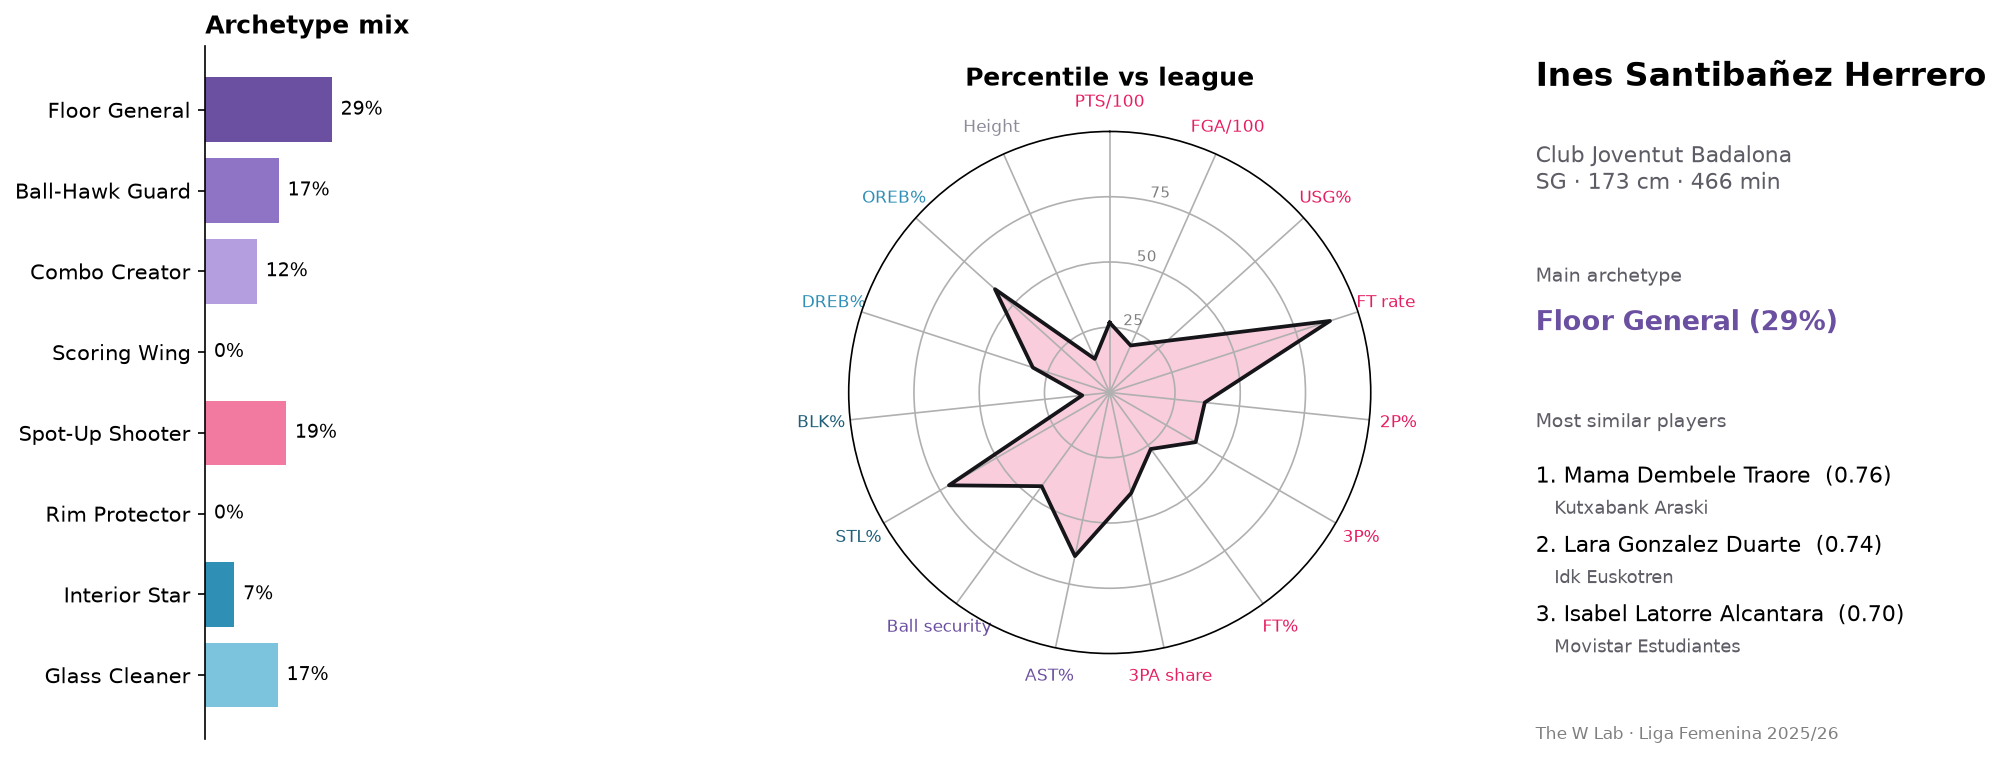 Archetype mix
Floor General
29%
Ball-Hawk Guard
17%
Combo Creator
12%
Scoring Wing
0%
Spot-Up Shooter
19%
Rim Protector
0%
Interior Star
7%
Glass Cleaner
17%
Percentile vs league
PTS/100
FGA/100
USG%
FT rate
2P%
3P%
FT%
3PA share
AST%
Ball security
STL%
BLK%
DREB%
OREB%
Height
75
50
25
Ines Santibañez Herrero
Club Joventut Badalona
SG · 173 cm · 466 min
Main archetype
Floor General (29%)
Most similar players
1. Mama Dembele Traore (0.76)
Kutxabank Araski
2. Lara Gonzalez Duarte (0.74)
Idk Euskotren
3. Isabel Latorre Alcantara (0.70)
Movistar Estudiantes
The W Lab · Liga Femenina 2025/26